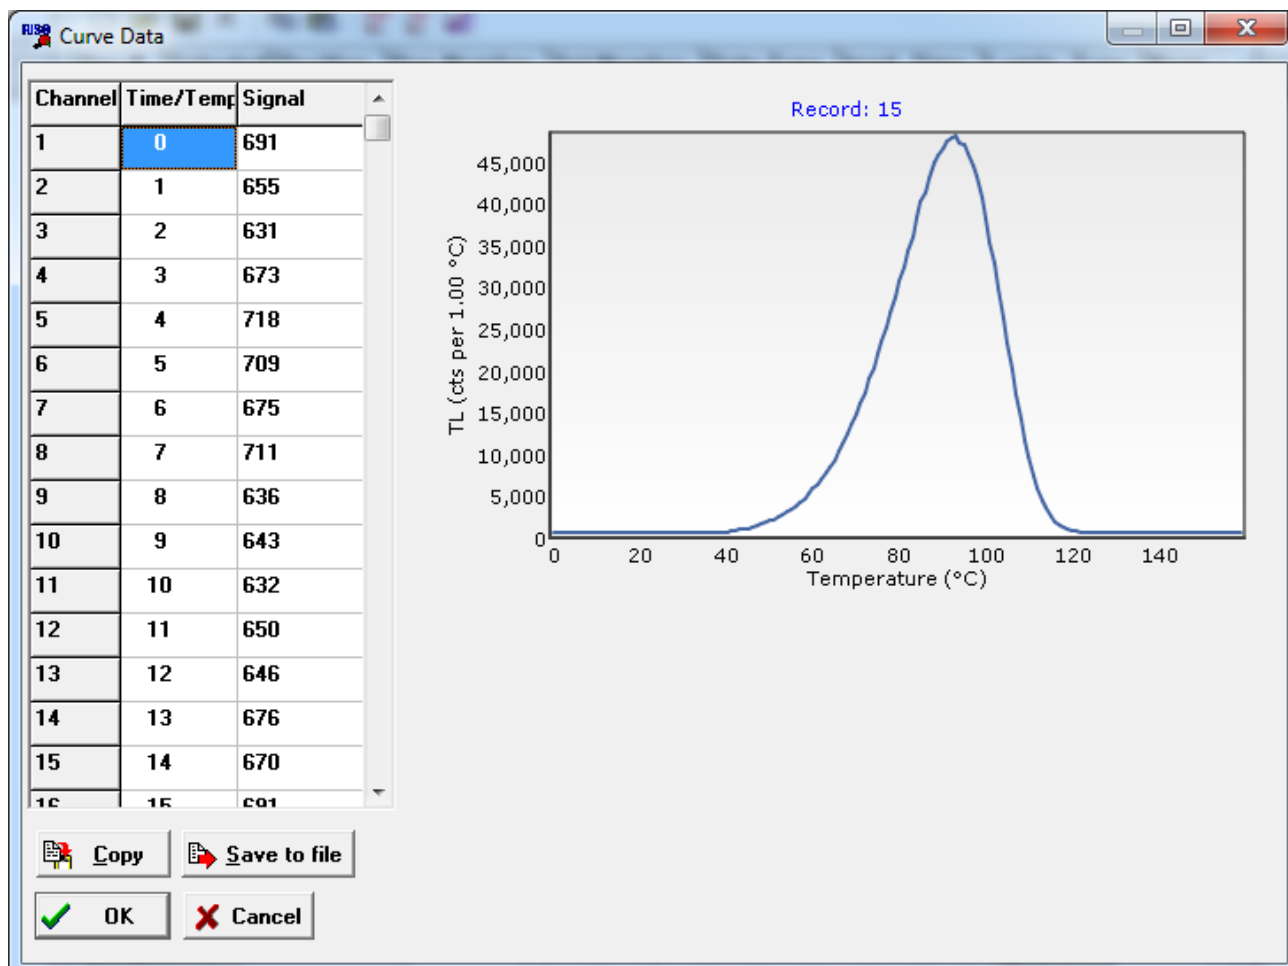 RISØ Curve Data
Channel Time/Temp Signal
1 0 691
2 1 655
3 2 631
4 3 673
5 4 718
6 5 709
7 6 675
8 7 711
9 8 636
10 9 643
11 10 632
12 11 650
13 12 646
14 13 676
15 14 670
16 15 691
Copy Save to file
OK Cancel
Record: 15
TL (cts per 1.00 °C)
45,000
40,000
35,000
30,000
25,000
20,000
15,000
10,000
5,000
0
0 20 40 60 80 100 120 140
Temperature (°C)